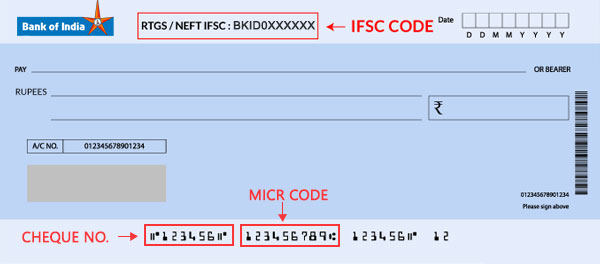 Bank of India
RTGS / NEFT IFSC : BKID0XXXXXX
IFSC CODE
Date
D D M M Y Y Y Y
PAY
OR BEARER
RUPEES
₹
A/C NO. 012345678901234
012345678901234
Please sign above
MICR CODE
CHEQUE NO.
⑈123456⑈ 123456789⑆ 123456⑈ 12